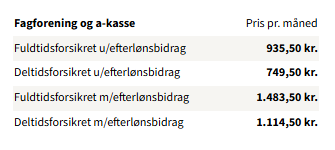 Fagforening og a-kasse Pris pr. måned
Fuldtidsforsikret u/efterlønsbidrag 935,50 kr.
Deltidsforsikret u/efterlønsbidrag 749,50 kr.
Fuldtidsforsikret m/efterlønsbidrag 1.483,50 kr.
Deltidsforsikret m/efterlønsbidrag 1.114,50 kr.